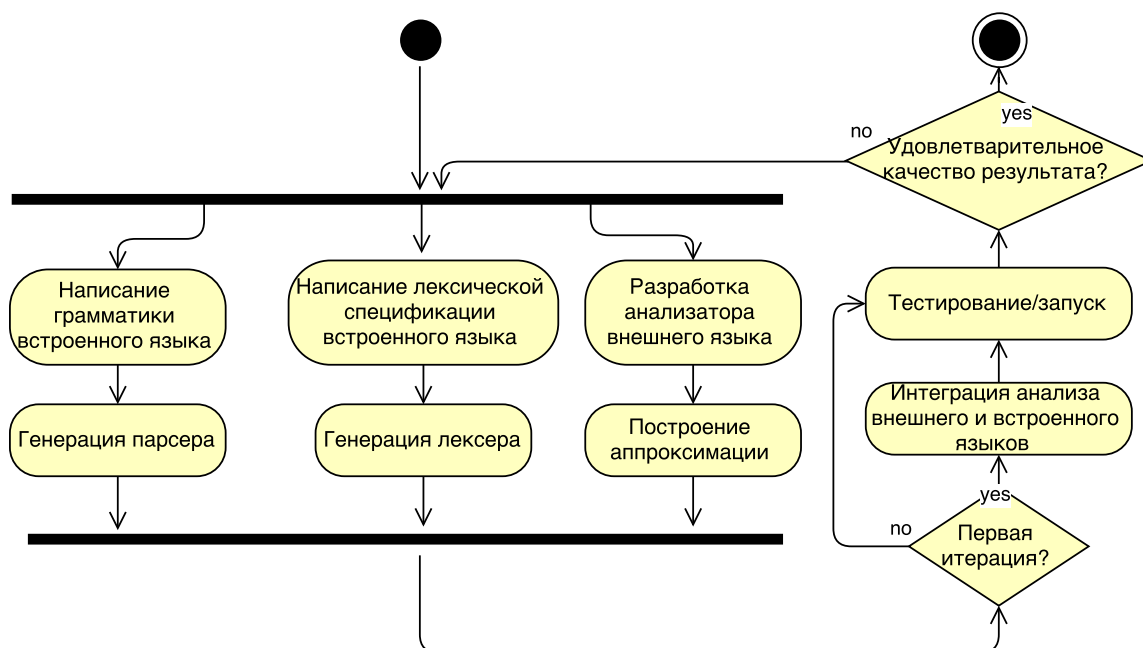 yes
no
Удовлетварительное
качество результата?
Написание
грамматики
встроенного языка
Написание лексической
спецификации
встроенного языка
Разработка
анализатора
внешнего языка
Тестирование/запуск
Генерация парсера
Генерация лексера
Построение
аппроксимации
Интеграция анализа
внешнего и встроенного
языков
yes
no
Первая
итерация?